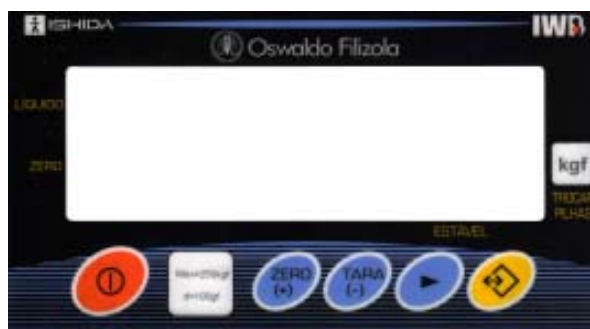 ISHIDA
IWB
Oswaldo Filizola
LÍQUIDO
ZERO
kgf
TROCAR
PILHAS
ESTÁVEL
ZERO
(+)
TARA
(-)